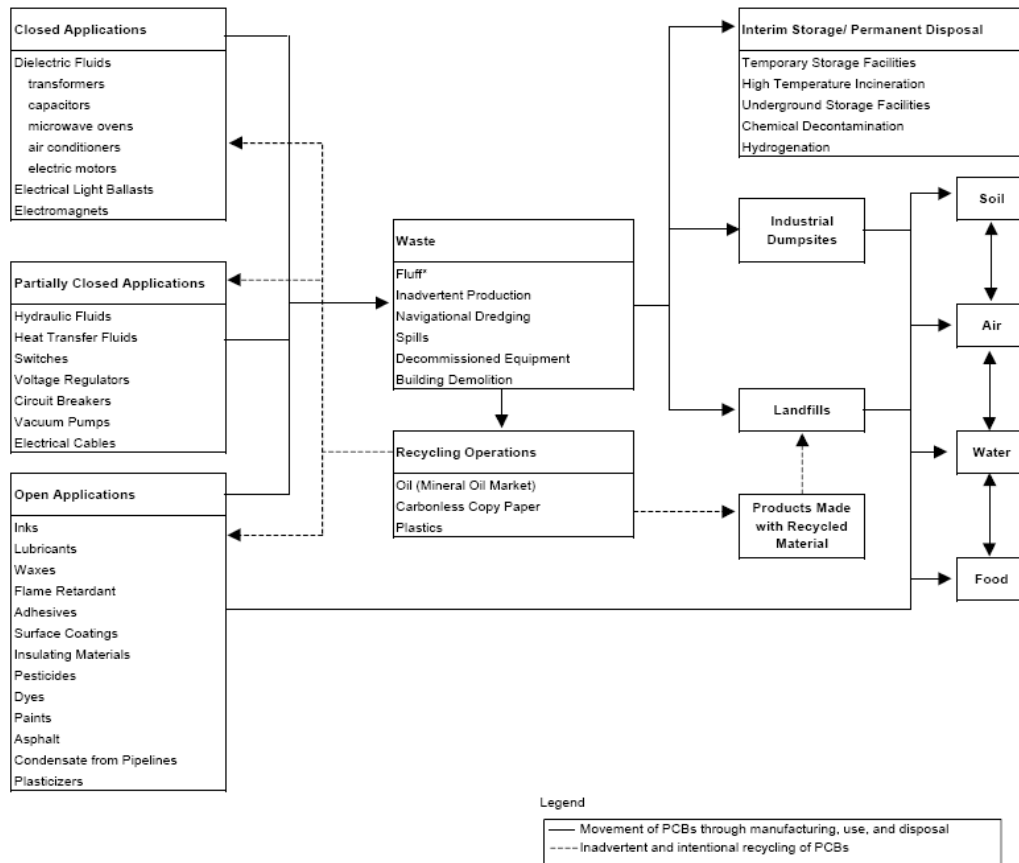 Closed Applications
Dielectric Fluids
transformers
capacitors
microwave ovens
air conditioners
electric motors
Electrical Light Ballasts
Electromagnets
Partially Closed Applications
Hydraulic Fluids
Heat Transfer Fluids
Switches
Voltage Regulators
Circuit Breakers
Vacuum Pumps
Electrical Cables
Open Applications
Inks
Lubricants
Waxes
Flame Retardant
Adhesives
Surface Coatings
Insulating Materials
Pesticides
Dyes
Paints
Asphalt
Condensate from Pipelines
Plasticizers
Waste
Fluff*
Inadvertent Production
Navigational Dredging
Spills
Decommissioned Equipment
Building Demolition
Recycling Operations
Oil (Mineral Oil Market)
Carbonless Copy Paper
Plastics
Interim Storage/ Permanent Disposal
Temporary Storage Facilities
High Temperature Incineration
Underground Storage Facilities
Chemical Decontamination
Hydrogenation
Industrial
Dumpsites
Landfills
Products Made
with Recycled
Material
Soil
Air
Water
Food
Legend
Movement of PCBs through manufacturing, use, and disposal
Inadvertent and intentional recycling of PCBs